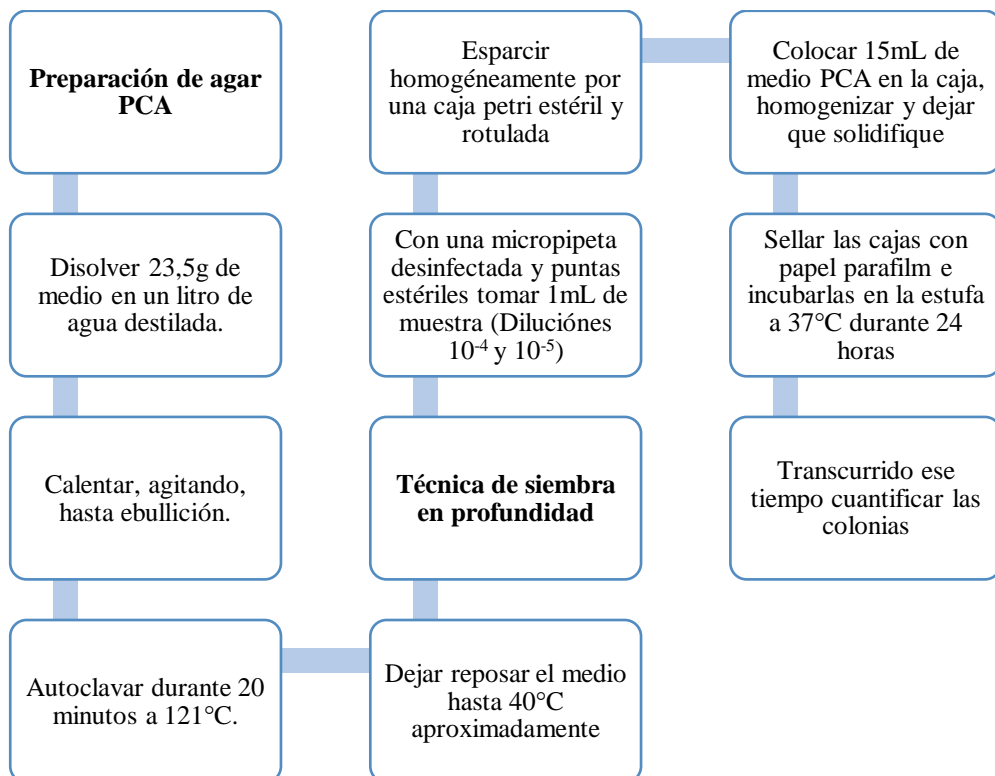 Preparación de agar
PCA
Disolver 23,5g de
medio en un litro de
agua destilada.
Calentar, agitando,
hasta ebullición.
Autoclavar durante 20
minutos a 121°C.
Dejar reposar el medio
hasta 40°C
aproximadamente
Técnica de siembra
en profundidad
Con una micropipeta
desinfectada y puntas
estériles tomar 1mL de
muestra (Diluciónes
10⁻⁴ y 10⁻⁵)
Esparcir
homogéneamente por
una caja petri estéril y
rotulada
Colocar 15mL de
medio PCA en la caja,
homogenizar y dejar
que solidifique
Sellar las cajas con
papel parafilm e
incubarlas en la estufa
a 37°C durante 24
horas
Transcurrido ese
tiempo cuantificar las
colonias